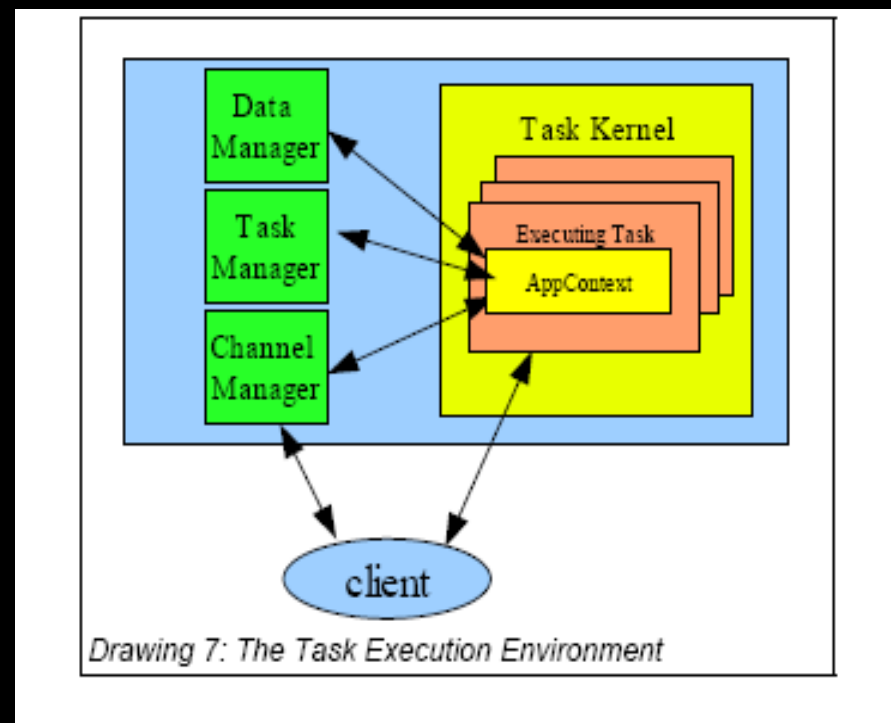 Data
Manager
Task
Manager
Channel
Manager
Task Kernel
Executing Task
AppContext
client
Drawing 7: The Task Execution Environment